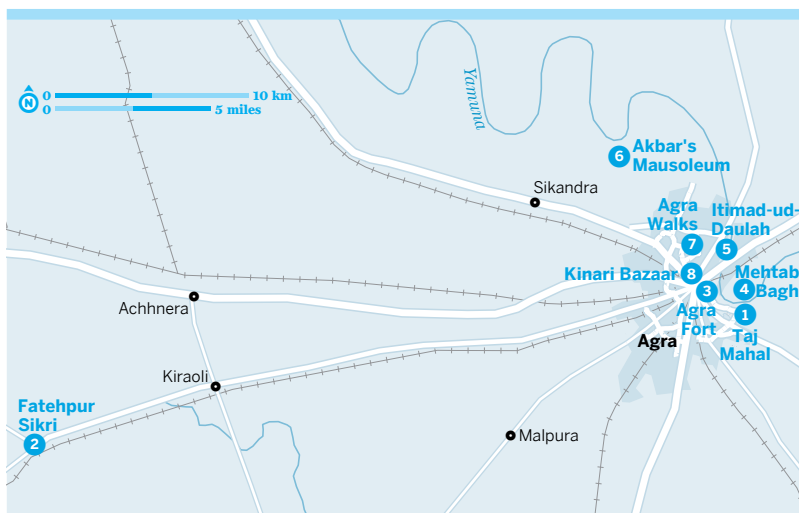 N
0
10 km
0
5 miles
Yamuna
6
Akbar's
Mausoleum
Sikandra
Agra
Walks
7
Itimad-ud-
Daulah
5
Kinari Bazaar
8
Mehtab
Bagh
4
3
Agra
Fort
1
Taj
Mahal
Achhnera
Agra
Kiraoli
Fatehpur
Sikri
2
Malpura